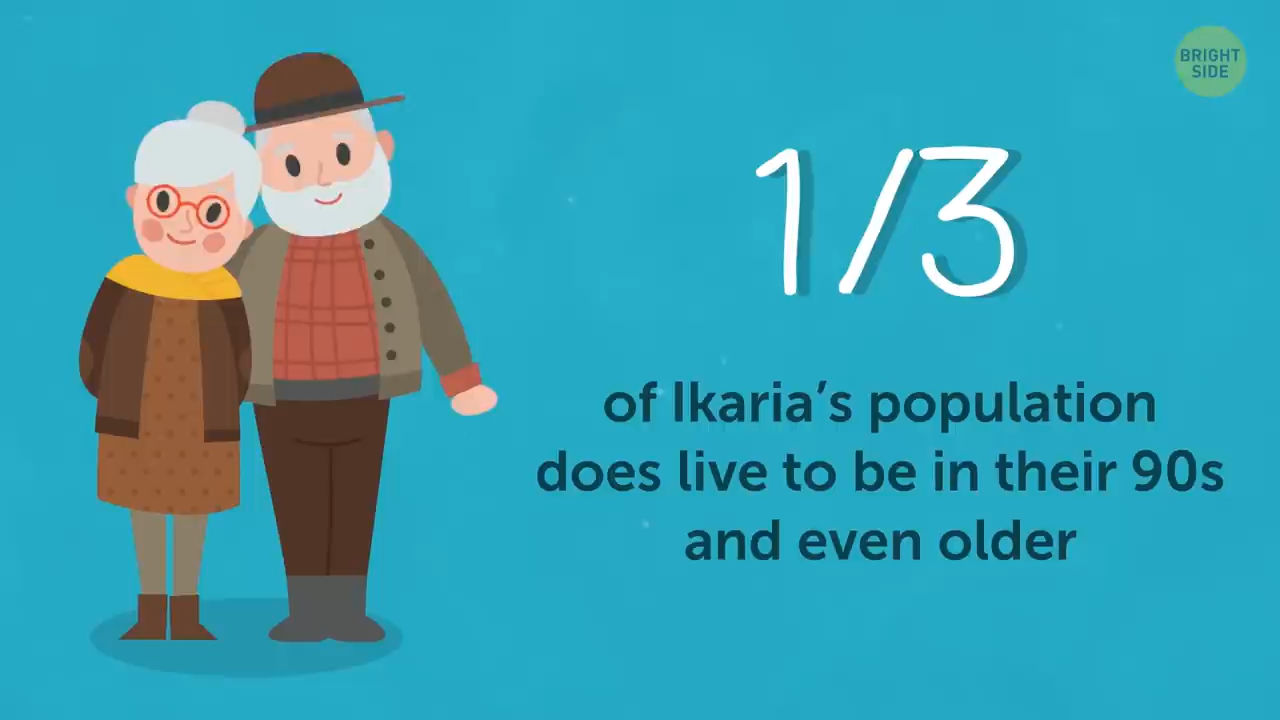 BRIGHT
SIDE
1/3
of Ikaria’s population
does live to be in their 90s
and even older